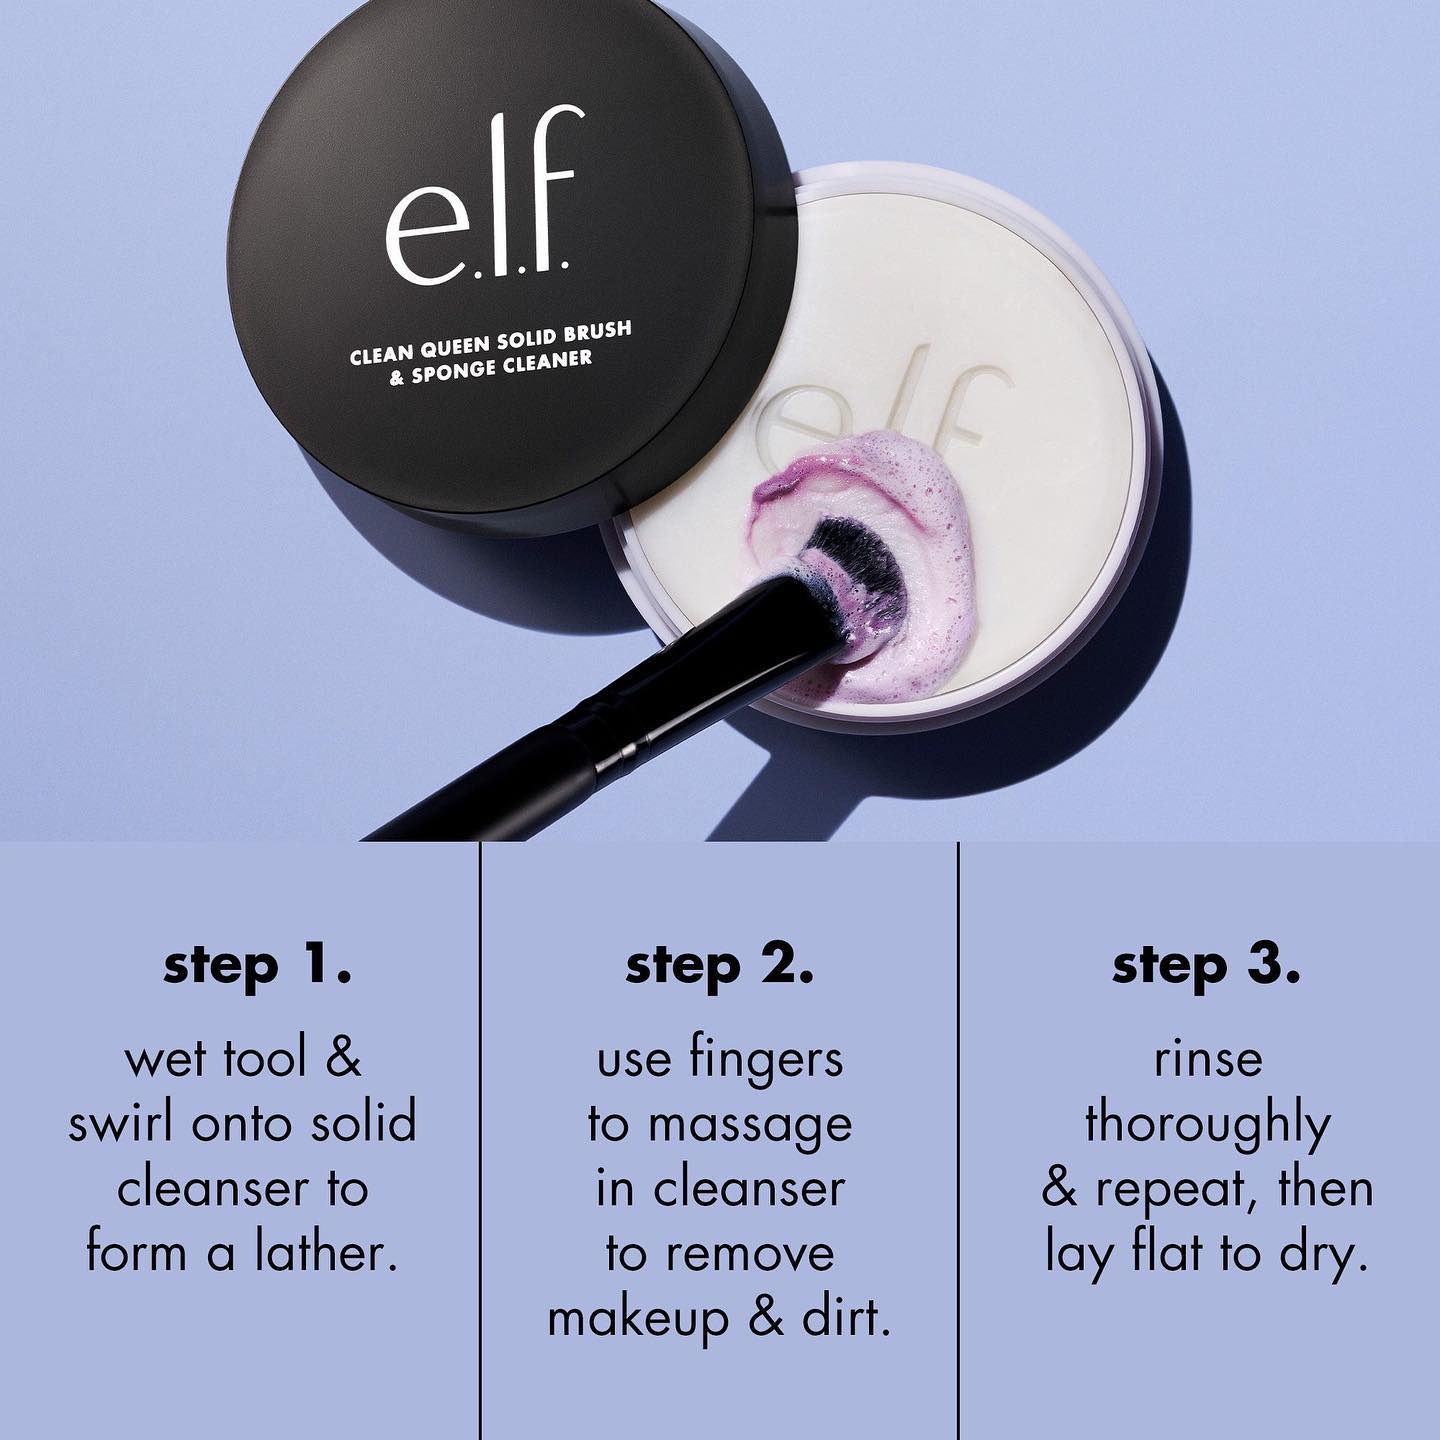 e.l.f.
CLEAN QUEEN SOLID BRUSH
& SPONGE CLEANER
elf
step 1.
wet tool &
swirl onto solid
cleanser to
form a lather.
step 2.
use fingers
to massage
in cleanser
to remove
makeup & dirt.
step 3.
rinse
thoroughly
& repeat, then
lay flat to dry.